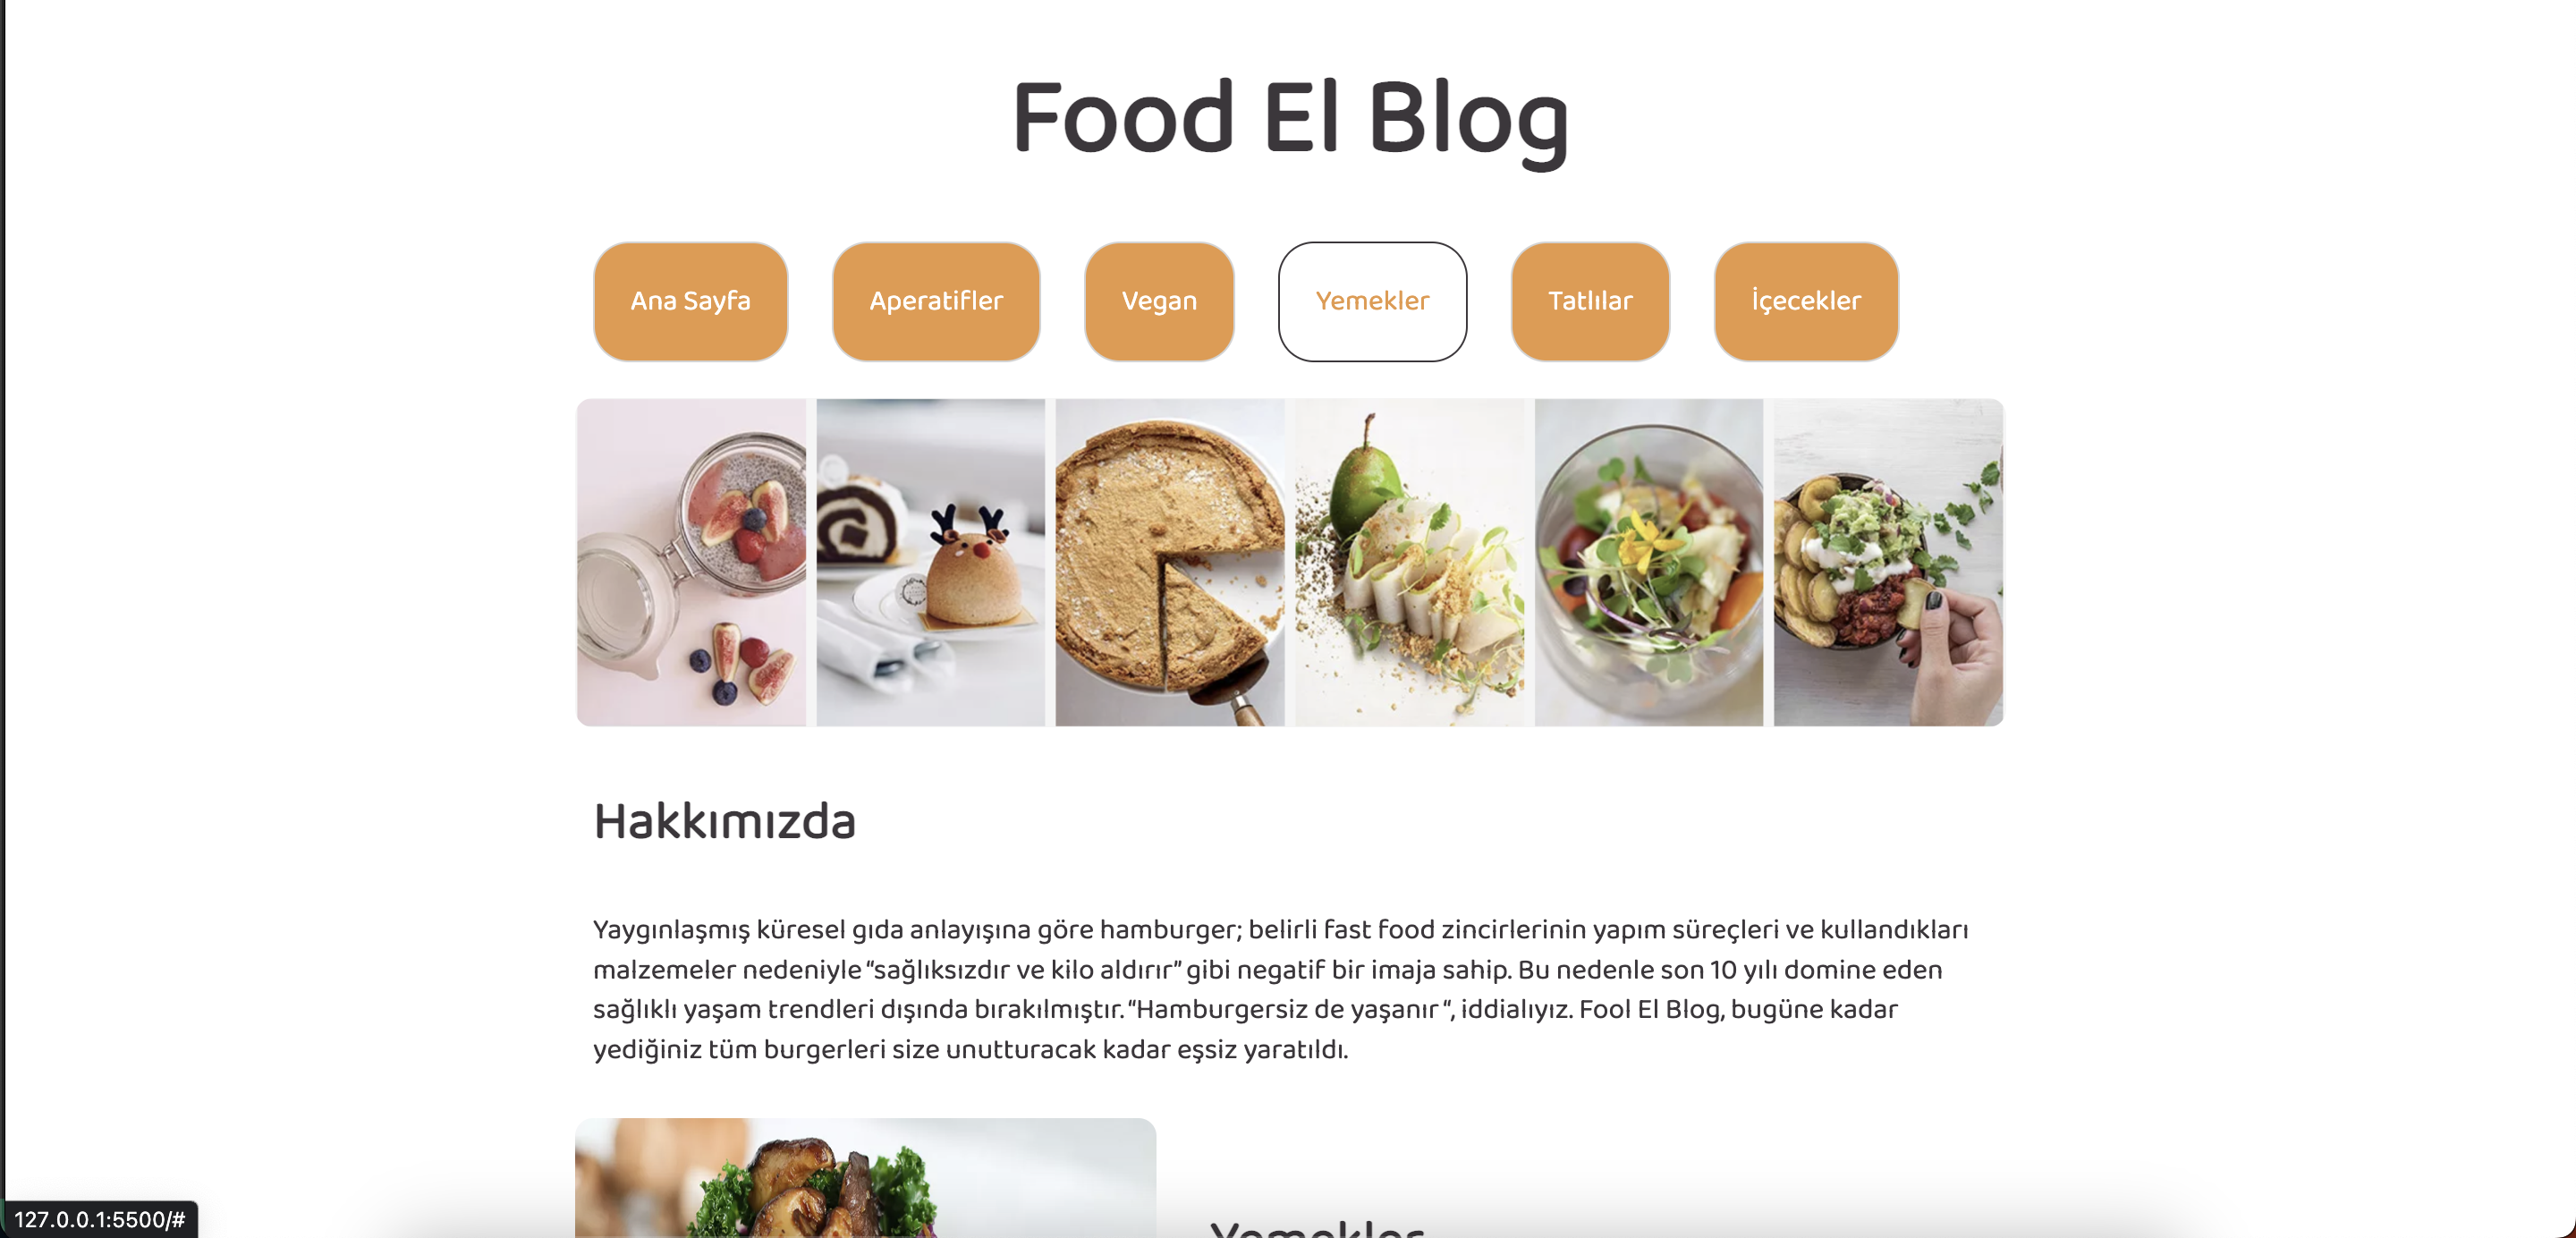 Food El Blog
Ana Sayfa
Aperatifler
Vegan
Yemekler
Tatlılar
İçecekler
Hakkımızda
Yaygınlaşmış küresel gıda anlayışına göre hamburger; belirli fast food zincirlerinin yapım süreçleri ve kullandıkları
malzemeler nedeniyle “sağlıksızdır ve kilo aldırır” gibi negatif bir imaja sahip. Bu nedenle son 10 yılı domine eden
sağlıklı yaşam trendleri dışında bırakılmıştır. “Hamburgersiz de yaşanır “, iddialıyız. Fool El Blog, bugüne kadar
yediğiniz tüm burgerleri size unutturacak kadar eşsiz yaratıldı.
Yemekler
127.0.0.1:5500/#